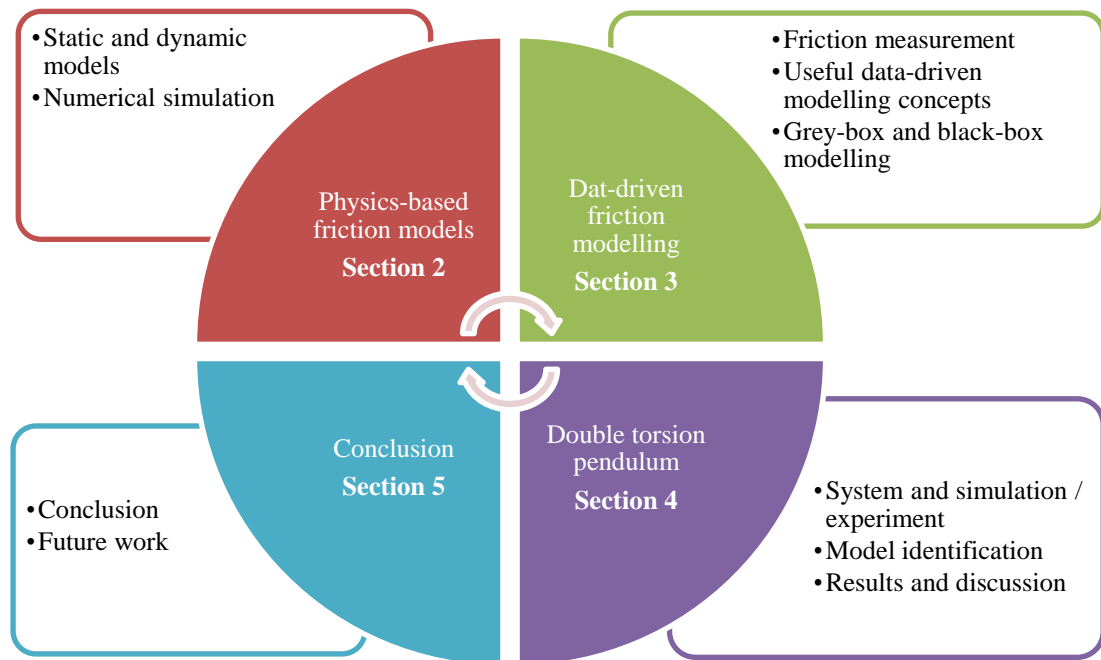 •Static and dynamic
models
•Numerical simulation
Physics-based
friction models
Section 2
•Friction measurement
•Useful data-driven
modelling concepts
•Grey-box and black-box
modelling
Dat-driven
friction
modelling
Section 3
Double torsion
pendulum
Section 4
•System and simulation /
experiment
•Model identification
•Results and discussion
Conclusion
Section 5
•Conclusion
•Future work